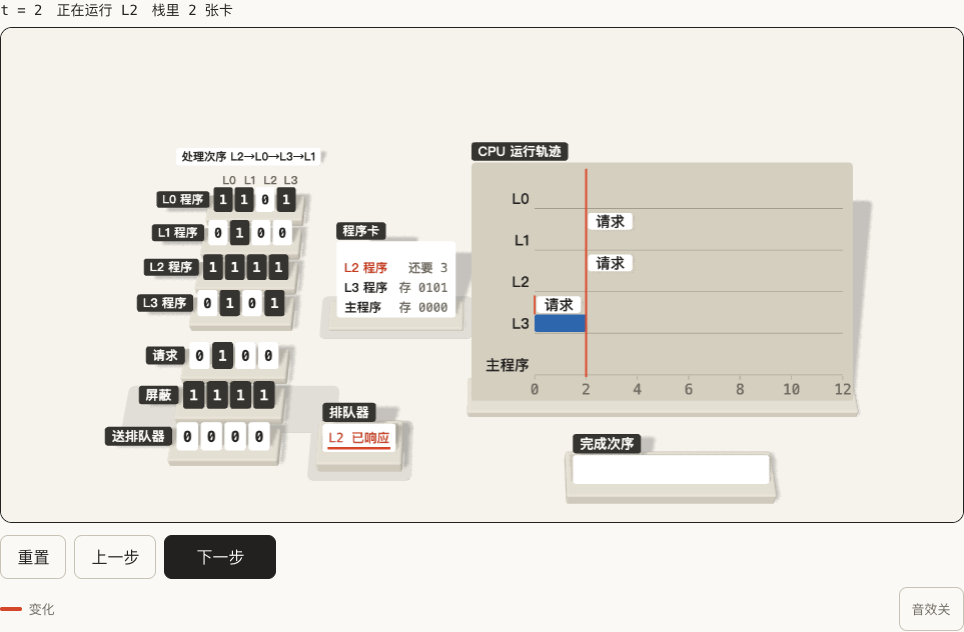 t = 2 正在运行 L2 栈里 2 张卡
处理次序 L2→L0→L3→L1
L0 L1 L2 L3
L0 程序 1 1 0 1
L1 程序 0 1 0 0
L2 程序 1 1 1 1
L3 程序 0 1 0 1
请求 0 1 0 0
屏蔽 1 1 1 1
送排队器 0 0 0 0
程序卡
L2 程序 还要 3
L3 程序 存 0101
主程序 存 0000
排队器
L2 已响应
CPU 运行轨迹
L0
请求
L1
请求
L2
请求
L3
主程序
0 2 4 6 8 10 12
完成次序
重置 上一步 下一步
变化
音效关